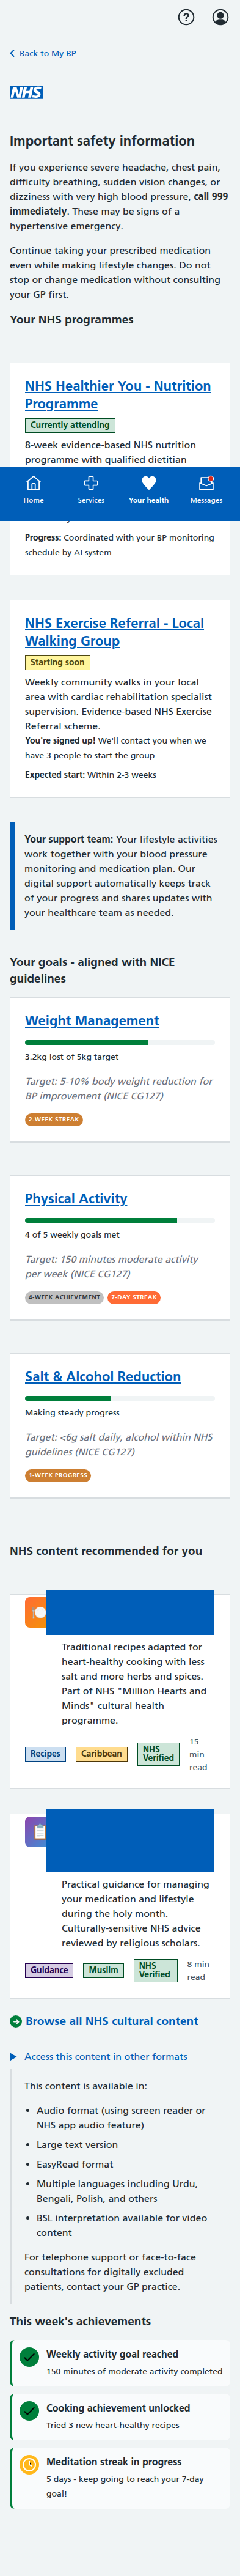 Back to My BP
NHS
Important safety information
If you experience severe headache, chest pain,
difficulty breathing, sudden vision changes, or
dizziness with very high blood pressure, call 999
immediately. These may be signs of a
hypertensive emergency.
Continue taking your prescribed medication
even while making lifestyle changes. Do not
stop or change medication without consulting
your GP first.
Your NHS programmes
NHS Healthier You - Nutrition
Programme
Currently attending
8-week evidence-based NHS nutrition
programme with qualified dietitian
Home
Services
Your health
Messages
Progress: Coordinated with your BP monitoring
schedule by AI system
NHS Exercise Referral - Local
Walking Group
Starting soon
Weekly community walks in your local
area with cardiac rehabilitation specialist
supervision. Evidence-based NHS Exercise
Referral scheme.
You're signed up! We'll contact you when we
have 3 people to start the group
Expected start: Within 2-3 weeks
Your support team: Your lifestyle activities
work together with your blood pressure
monitoring and medication plan. Our
digital support automatically keeps track
of your progress and shares updates with
your healthcare team as needed.
Your goals - aligned with NICE
guidelines
Weight Management
3.2kg lost of 5kg target
Target: 5-10% body weight reduction for
BP improvement (NICE CG127)
2-WEEK STREAK
Physical Activity
4 of 5 weekly goals met
Target: 150 minutes moderate activity
per week (NICE CG127)
4-WEEK ACHIEVEMENT
7-DAY STREAK
Salt & Alcohol Reduction
Making steady progress
Target: <6g salt daily, alcohol within NHS
guidelines (NICE CG127)
1-WEEK PROGRESS
NHS content recommended for you
Traditional recipes adapted for
heart-healthy cooking with less
salt and more herbs and spices.
Part of NHS "Million Hearts and
Minds" cultural health
programme.
Recipes
Caribbean
NHS
Verified
15
min
read
Practical guidance for managing
your medication and lifestyle
during the holy month.
Culturally-sensitive NHS advice
reviewed by religious scholars.
Guidance
Muslim
NHS
Verified
8 min
read
Browse all NHS cultural content
Access this content in other formats
This content is available in:
• Audio format (using screen reader or
NHS app audio feature)
• Large text version
• EasyRead format
• Multiple languages including Urdu,
Bengali, Polish, and others
• BSL interpretation available for video
content
For telephone support or face-to-face
consultations for digitally excluded
patients, contact your GP practice.
This week's achievements
Weekly activity goal reached
150 minutes of moderate activity completed
Cooking achievement unlocked
Tried 3 new heart-healthy recipes
Meditation streak in progress
5 days - keep going to reach your 7-day
goal!